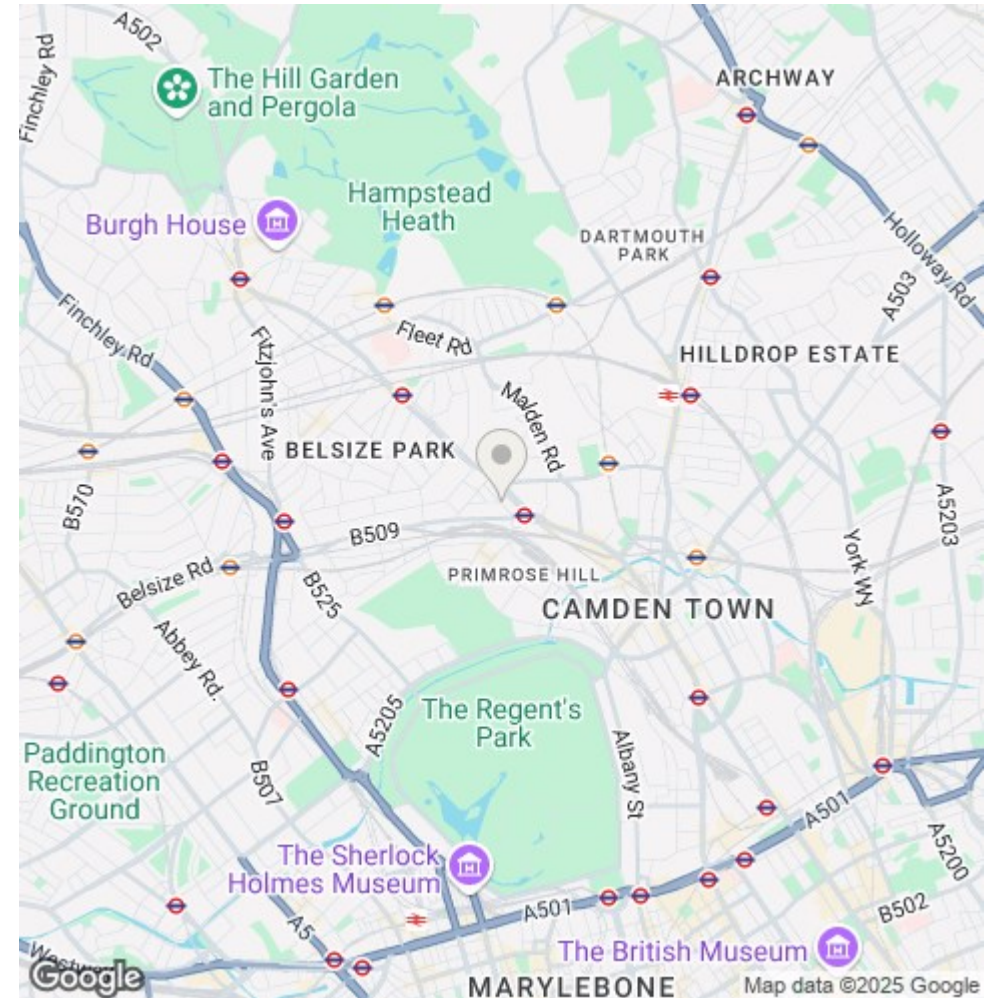 A502
Finchley Rd
The Hill Garden
and Pergola
ARCHWAY
Hampstead
Heath
Burgh House
DARTMOUTH
PARK
Holloway Rd
A503
Finchley Rd
Fitzjohn's Ave
Fleet Rd
HILLDROP ESTATE
Malden Rd
BELSIZE PARK
B570
A5203
B509
York Wy
Belsize Rd
B525
PRIMROSE HILL
CAMDEN TOWN
Abbey Rd.
A5205
The Regent's
Park
Albany St
Paddington
Recreation
Ground
B507
A501
A5200
The Sherlock
Holmes Museum
A501
B502
A5
The British Museum
Google
MARYLEBONE
Map data ©2025 Google